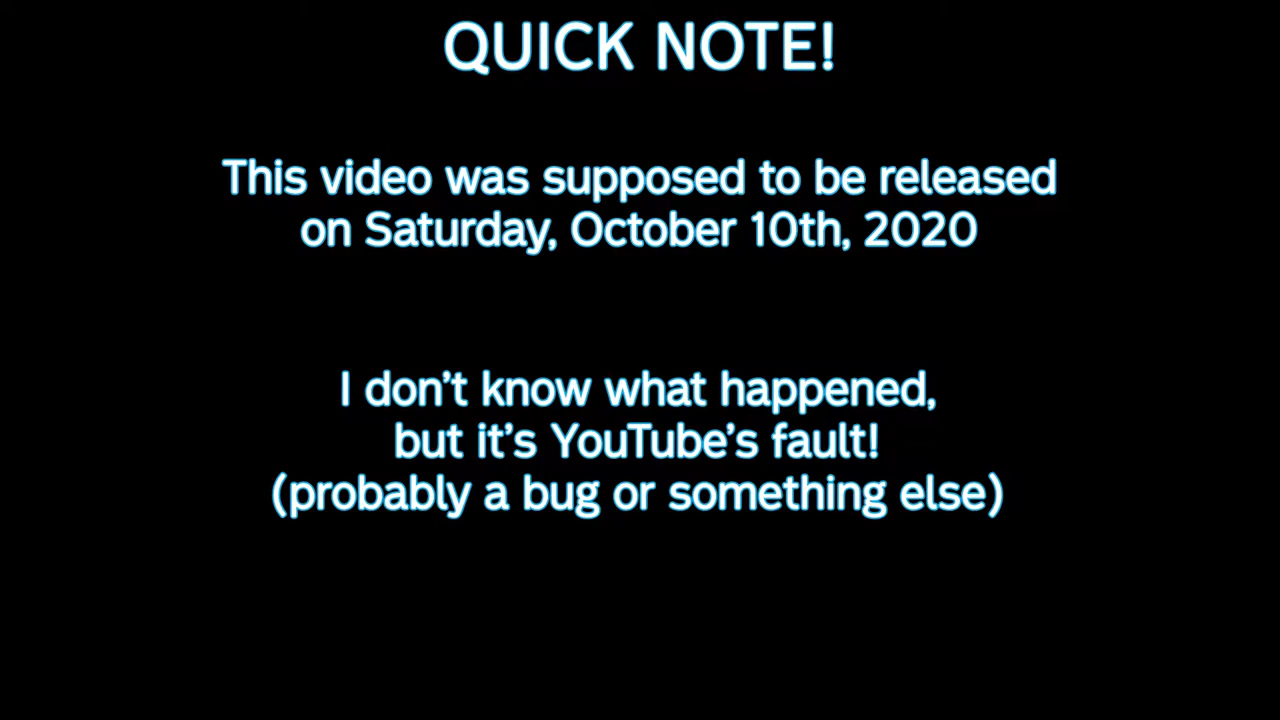 QUICK NOTE!
This video was supposed to be released
on Saturday, October 10th, 2020
I don’t know what happened,
but it’s YouTube’s fault!
(probably a bug or something else)